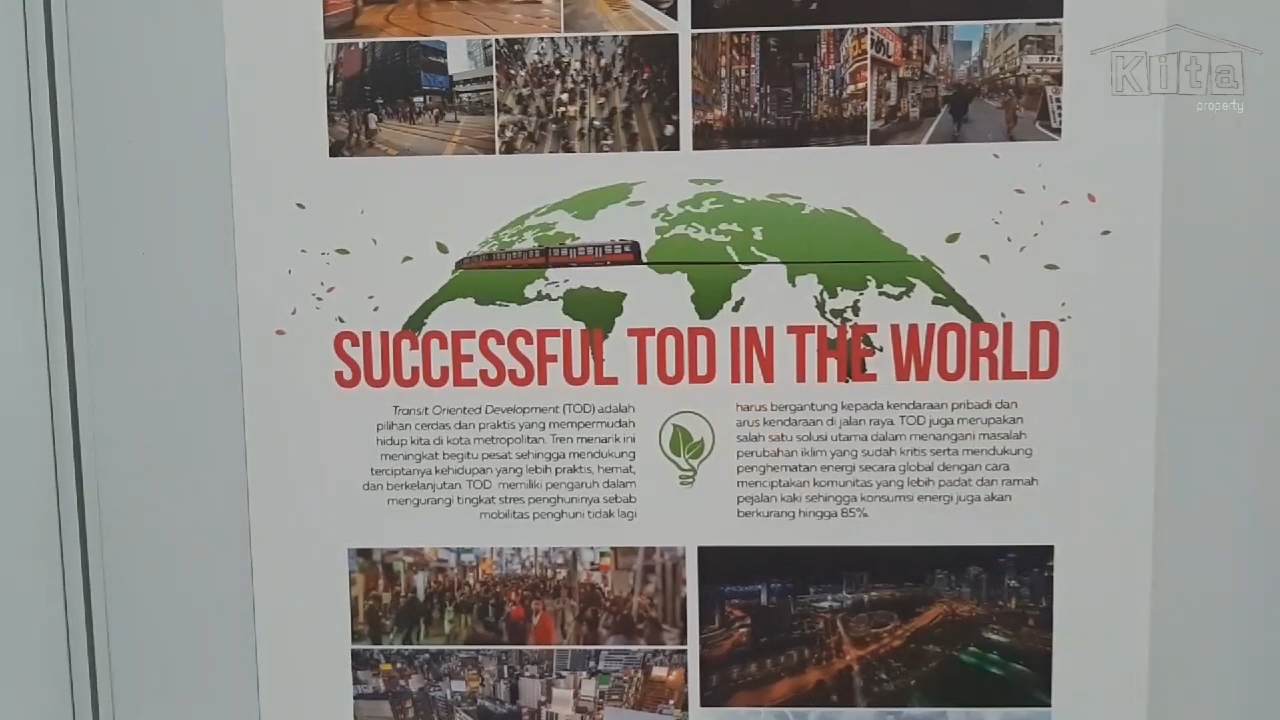 Kita
property
SUCCESSFUL TOD IN THE WORLD
Transit Oriented Development (TOD) adalah
pilihan cerdas dan praktis yang mempermudah
hidup kita di kota metropolitan. Tren menarik ini
meningkat begitu pesat sehingga mendukung
terciptanya kehidupan yang lebih praktis, hemat,
dan berkelanjutan. TOD memiliki pengaruh dalam
mengurangi tingkat stres penghuninya sebab
mobilitas penghuni tidak lagi
harus bergantung kepada kendaraan pribadi dan
arus kendaraan di jalan raya. TOD juga merupakan
salah satu solusi utama dalam menangani masalah
perubahan iklim yang sudah kritis serta mendukung
penghematan energi secara global dengan cara
menciptakan komunitas yang lebih padat dan ramah
pejalan kaki sehingga konsumsi energi juga akan
berkurang hingga 85%.